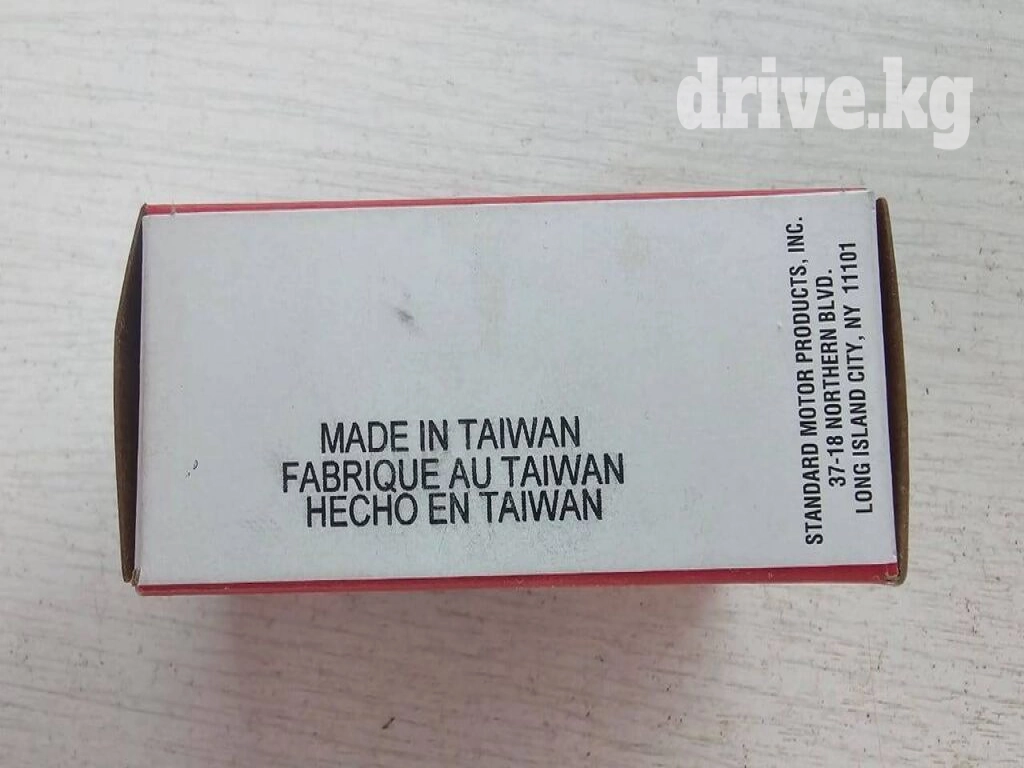 drive.kg
MADE IN TAIWAN
FABRIQUE AU TAIWAN
HECHO EN TAIWAN
STANDARD MOTOR PRODUCTS, INC.
37-18 NORTHERN BLVD.
LONG ISLAND CITY, NY 11101